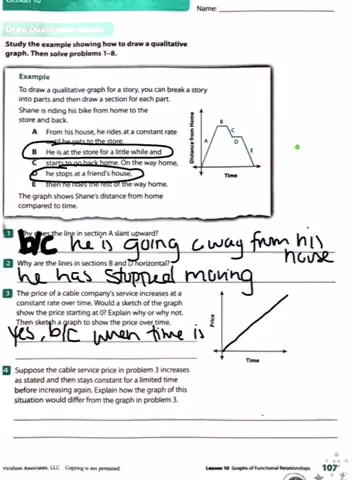 Lesson 10
Name:
Draw Qualitative Graphs
Study the example showing how to draw a qualitative
graph. Then solve problems 1–8.
Example
To draw a qualitative graph for a story, you can break a story
into parts and then draw a section for each part.
Shane is riding his bike from home to the
store and back.
A From his house, he rides at a constant rate
until he gets to the store.
B He is at the store for a little while and
C starts to go back home. On the way home,
D he stops at a friend's house,
E then he rides the rest of the way home.
The graph shows Shane's distance from home
compared to time.
Distance from Home
A
B
C
D
E
Time
1 Why does the line in section A slant upward?
b/c he is going away from his
house
2 Why are the lines in sections B and D horizontal?
he has stopped moving
3 The price of a cable company's service increases at a
constant rate over time. Would a sketch of the graph
show the price starting at 0? Explain why or why not.
Then sketch a graph to show the price over time.
yes, b/c when time is
Price
Time
4 Suppose the cable service price in problem 3 increases
as stated and then stays constant for a limited time
before increasing again. Explain how the graph of this
situation would differ from the graph in problem 3.
Curriculum Associates, LLC Copying is not permitted.
Lesson 10 Graphs of Functional Relationships
107